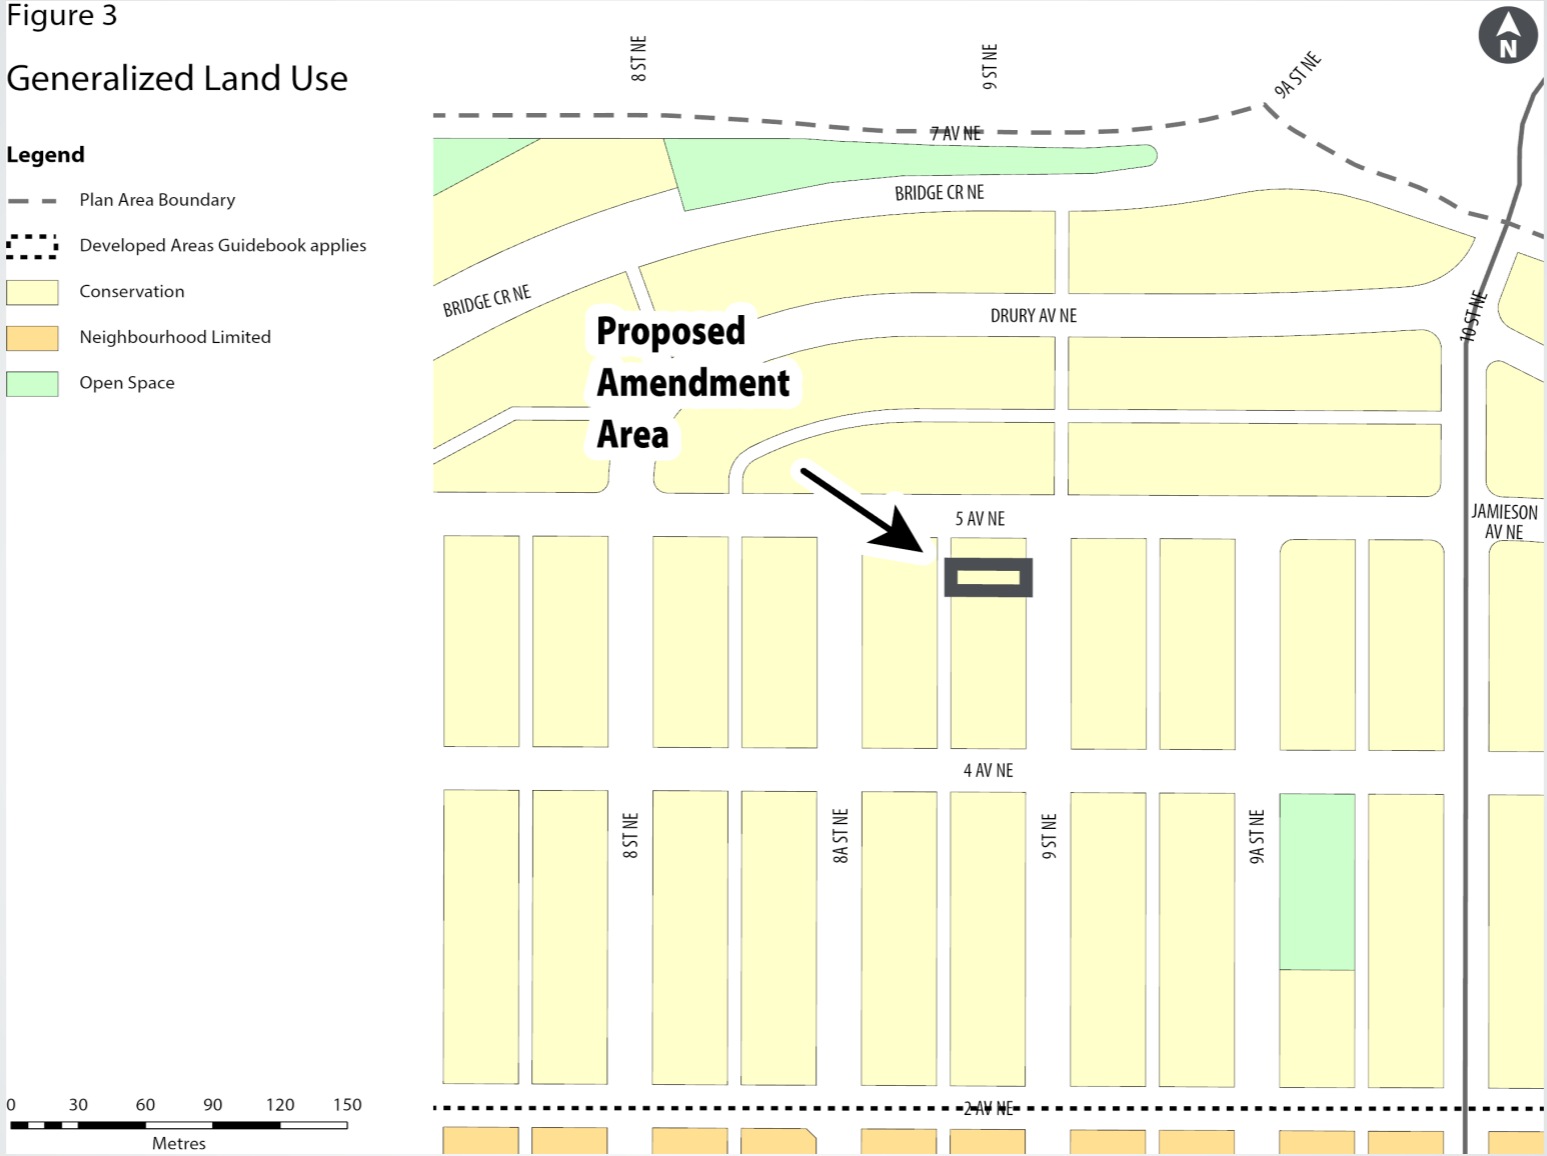 Figure 3
Generalized Land Use
Legend
Plan Area Boundary
Developed Areas Guidebook applies
Conservation
Neighbourhood Limited
Open Space
N
8 ST NE
9 ST NE
9A ST NE
7 AV NE
BRIDGE CR NE
BRIDGE CR NE
DRURY AV NE
10 ST NE
Proposed
Amendment
Area
5 AV NE
JAMIESON
AV NE
4 AV NE
8 ST NE
8A ST NE
9 ST NE
9A ST NE
2 AV NE
0 30 60 90 120 150
Metres